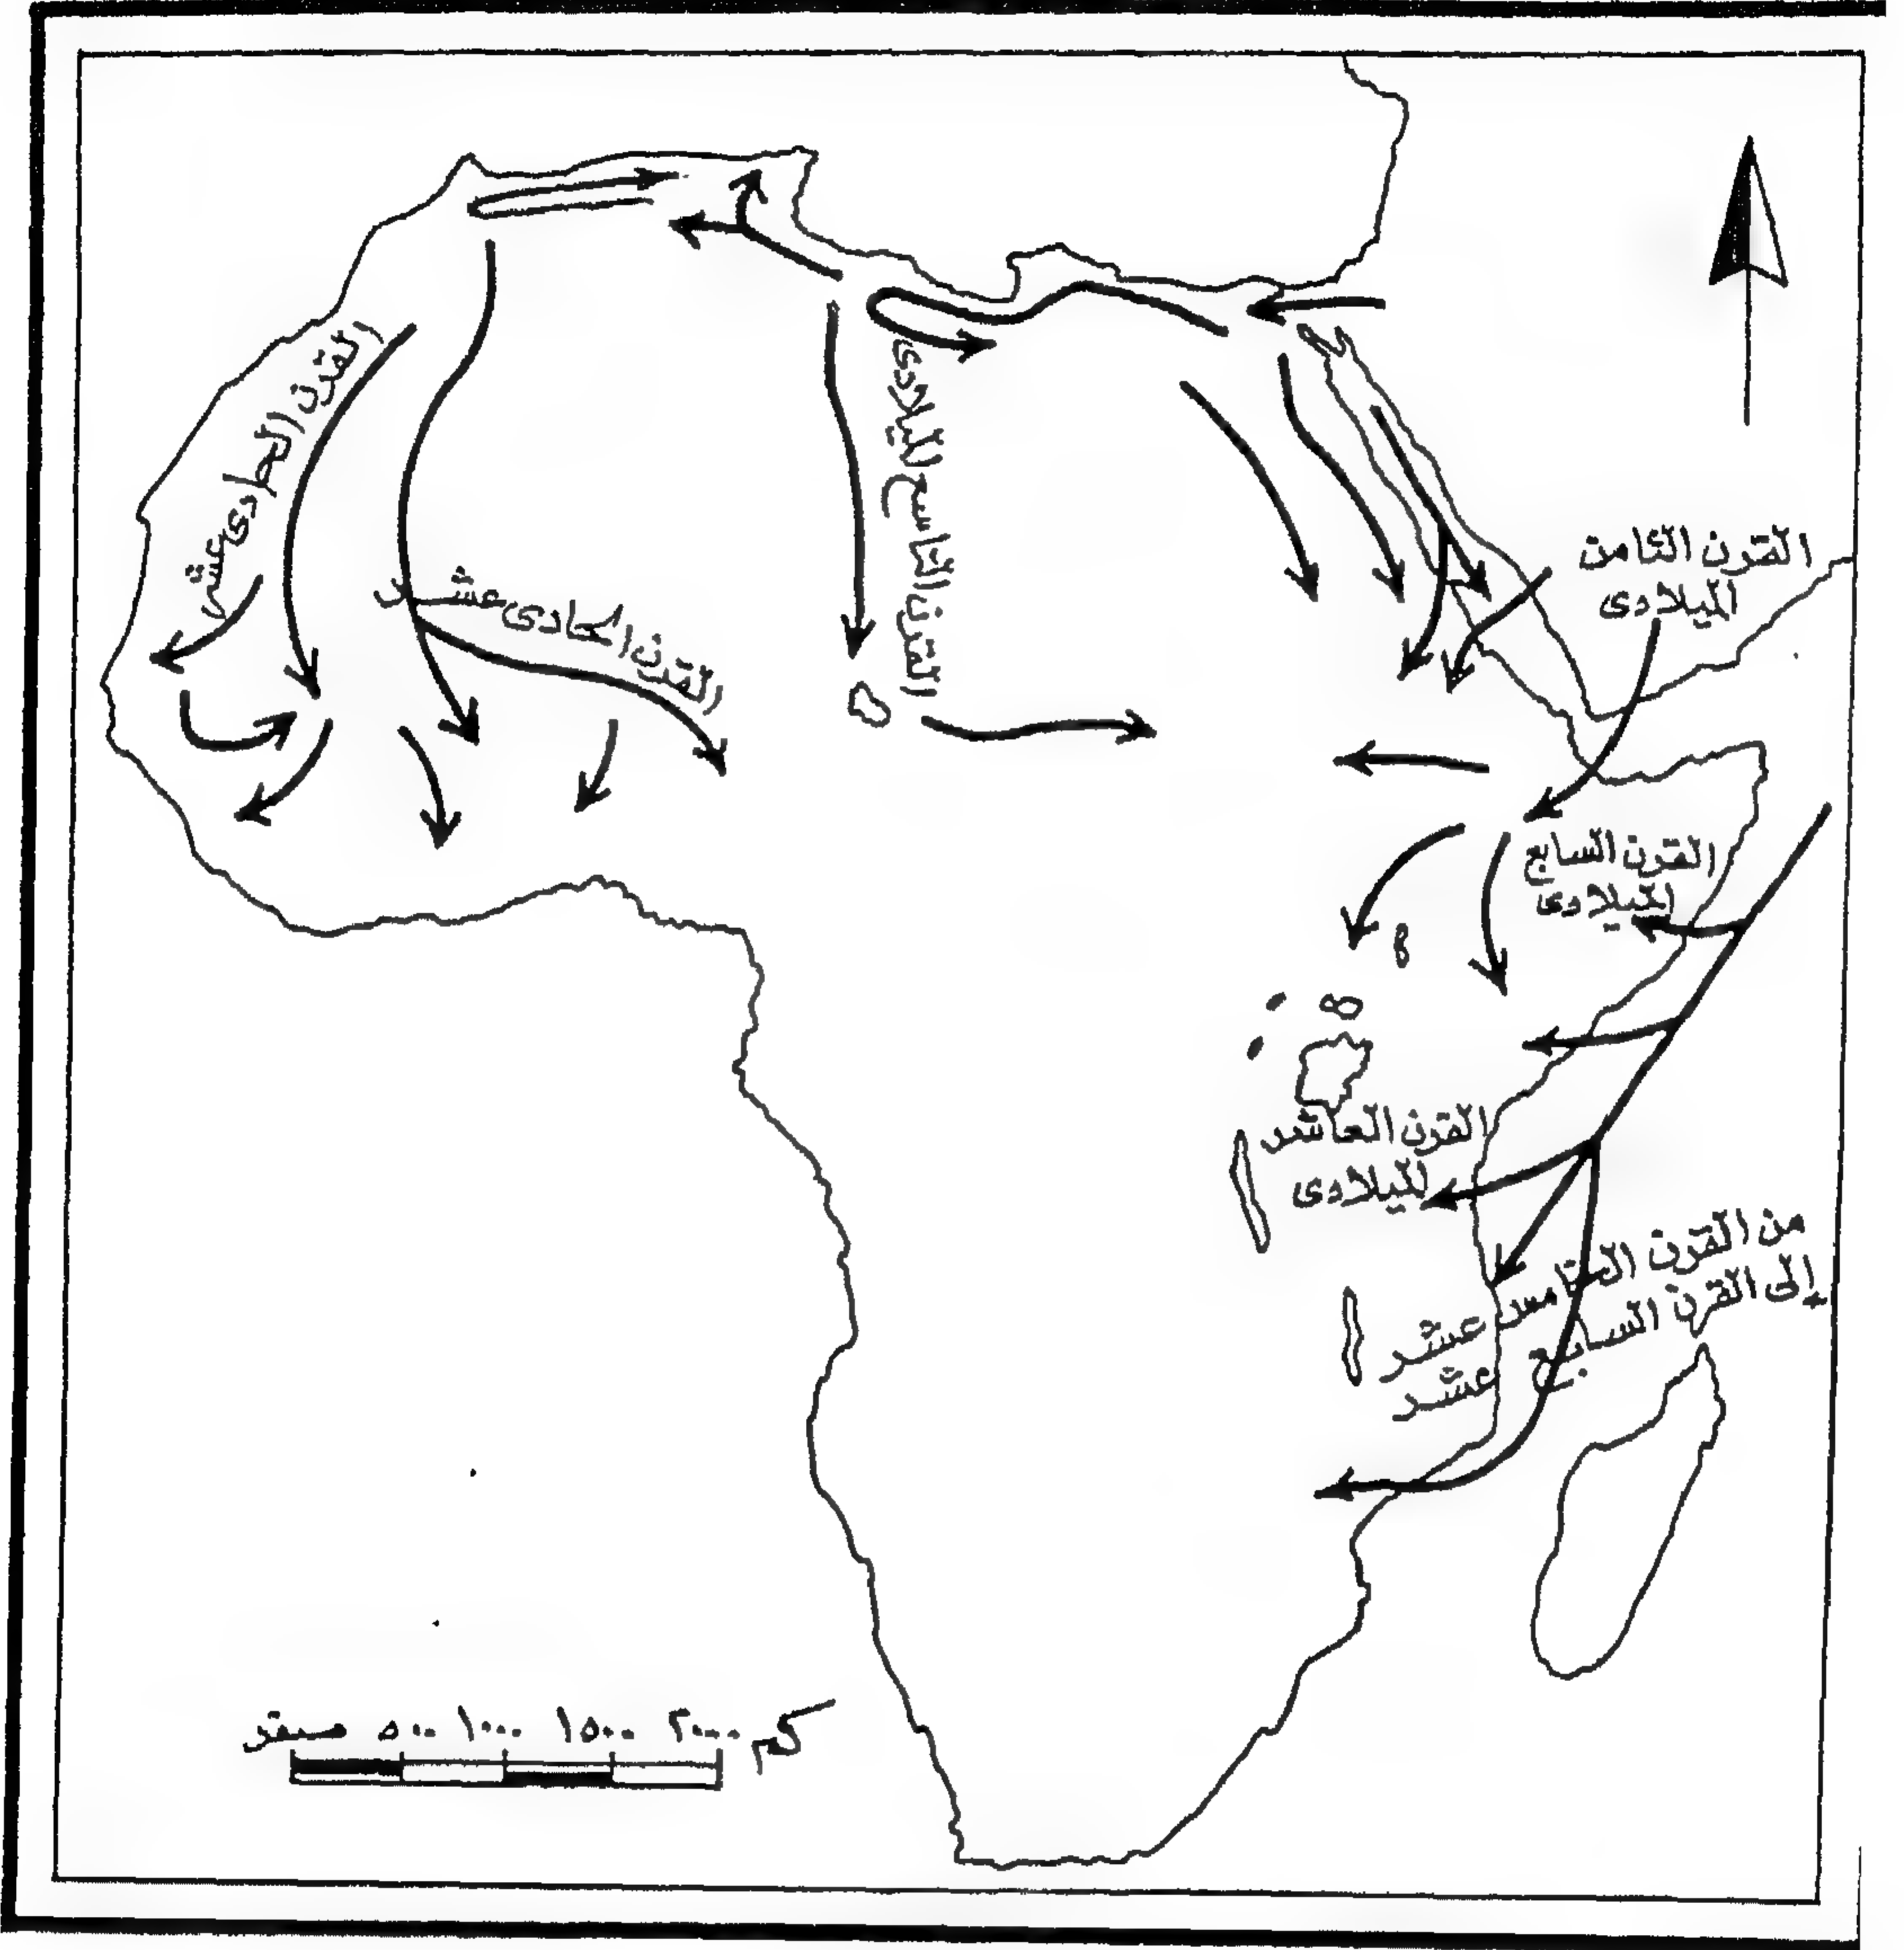 القرن الحادى عشر
القرن الحادى عشر
القرن التاسع الميلادى
القرن الثامن
الميلادى
القرن السابع
الميلادى
القرن العاشر
الميلادى
من القرن الخامس عشر
إلى القرن السابع عشر
صفر ٥٠٠ ١٠٠٠ ١٥٠٠ ٢٠٠٠ كم